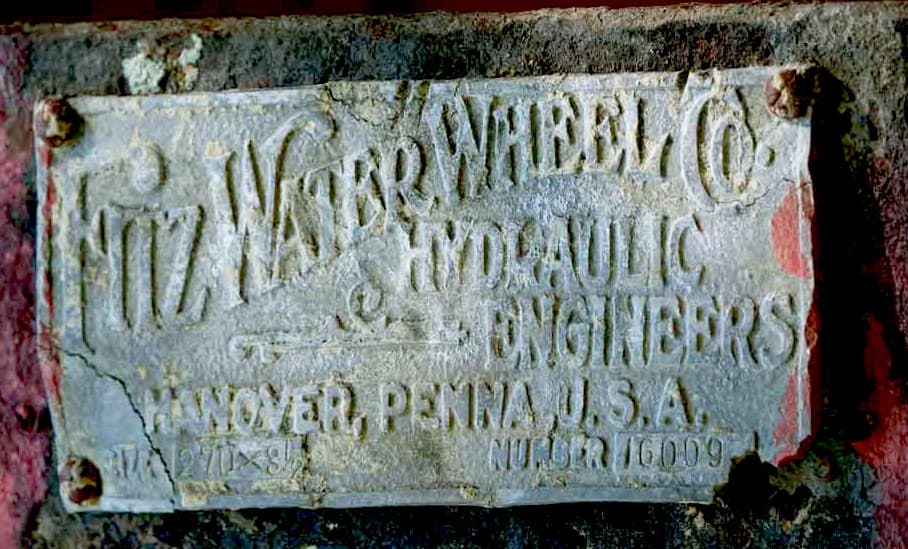 Fitz Water Wheel Co.
Hydraulic
Engineers
HANOVER, PENNA. U.S.A.
NUMBER 16009